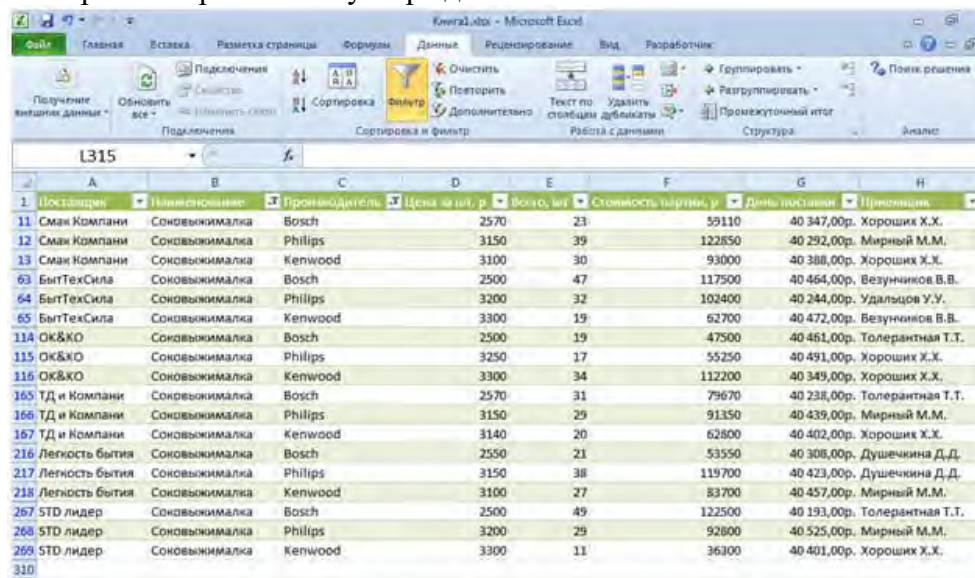 Книга1.xlsx - Microsoft Excel
Файл Главная Вставка Разметка страницы Формулы Данные Рецензирование Вид Разработчик
Получение внешних данных
Обновить все
Подключения
Свойства
Изменить связи
Подключения
Сортировка
Фильтр
Очистить
Повторить
Дополнительно
Сортировка и фильтр
Текст по столбцам
Удалить дубликаты
Работа с данными
Группировать
Разгруппировать
Промежуточный итог
Структура
Поиск решения
Анализ
L315 fx
A B C D E F G H
1 Поставщик Наименование Производитель Цена за шт, р Всего, шт Стоимость партии, р День поставки Приемщик
11 Смак Компани Соковыжималка Bosch 2570 23 59110 40 347,00р. Хороших Х.Х.
12 Смак Компани Соковыжималка Philips 3150 39 122850 40 292,00р. Мирный М.М.
13 Смак Компани Соковыжималка Kenwood 3100 30 93000 40 388,00р. Хороших Х.Х.
63 БытТехСила Соковыжималка Bosch 2500 47 117500 40 464,00р. Везунчиков В.В.
64 БытТехСила Соковыжималка Philips 3200 32 102400 40 244,00р. Удальцов У.У.
65 БытТехСила Соковыжималка Kenwood 3300 19 62700 40 472,00р. Везунчиков В.В.
114 ОК&КО Соковыжималка Bosch 2500 19 47500 40 461,00р. Толерантная Т.Т.
115 ОК&КО Соковыжималка Philips 3250 17 55250 40 491,00р. Хороших Х.Х.
116 ОК&КО Соковыжималка Kenwood 3300 34 112200 40 349,00р. Хороших Х.Х.
165 ТД и Компани Соковыжималка Bosch 2570 31 79670 40 238,00р. Толерантная Т.Т.
166 ТД и Компани Соковыжималка Philips 3150 29 91350 40 439,00р. Мирный М.М.
167 ТД и Компани Соковыжималка Kenwood 3140 20 62800 40 402,00р. Хороших Х.Х.
216 Легкость бытия Соковыжималка Bosch 2550 21 53550 40 308,00р. Душечкина Д.Д.
217 Легкость бытия Соковыжималка Philips 3150 38 119700 40 423,00р. Душечкина Д.Д.
218 Легкость бытия Соковыжималка Kenwood 3100 27 83700 40 457,00р. Мирный М.М.
267 STD лидер Соковыжималка Bosch 2500 49 122500 40 193,00р. Толерантная Т.Т.
268 STD лидер Соковыжималка Philips 3200 29 92800 40 525,00р. Мирный М.М.
269 STD лидер Соковыжималка Kenwood 3300 11 36300 40 401,00р. Хороших Х.Х.
310